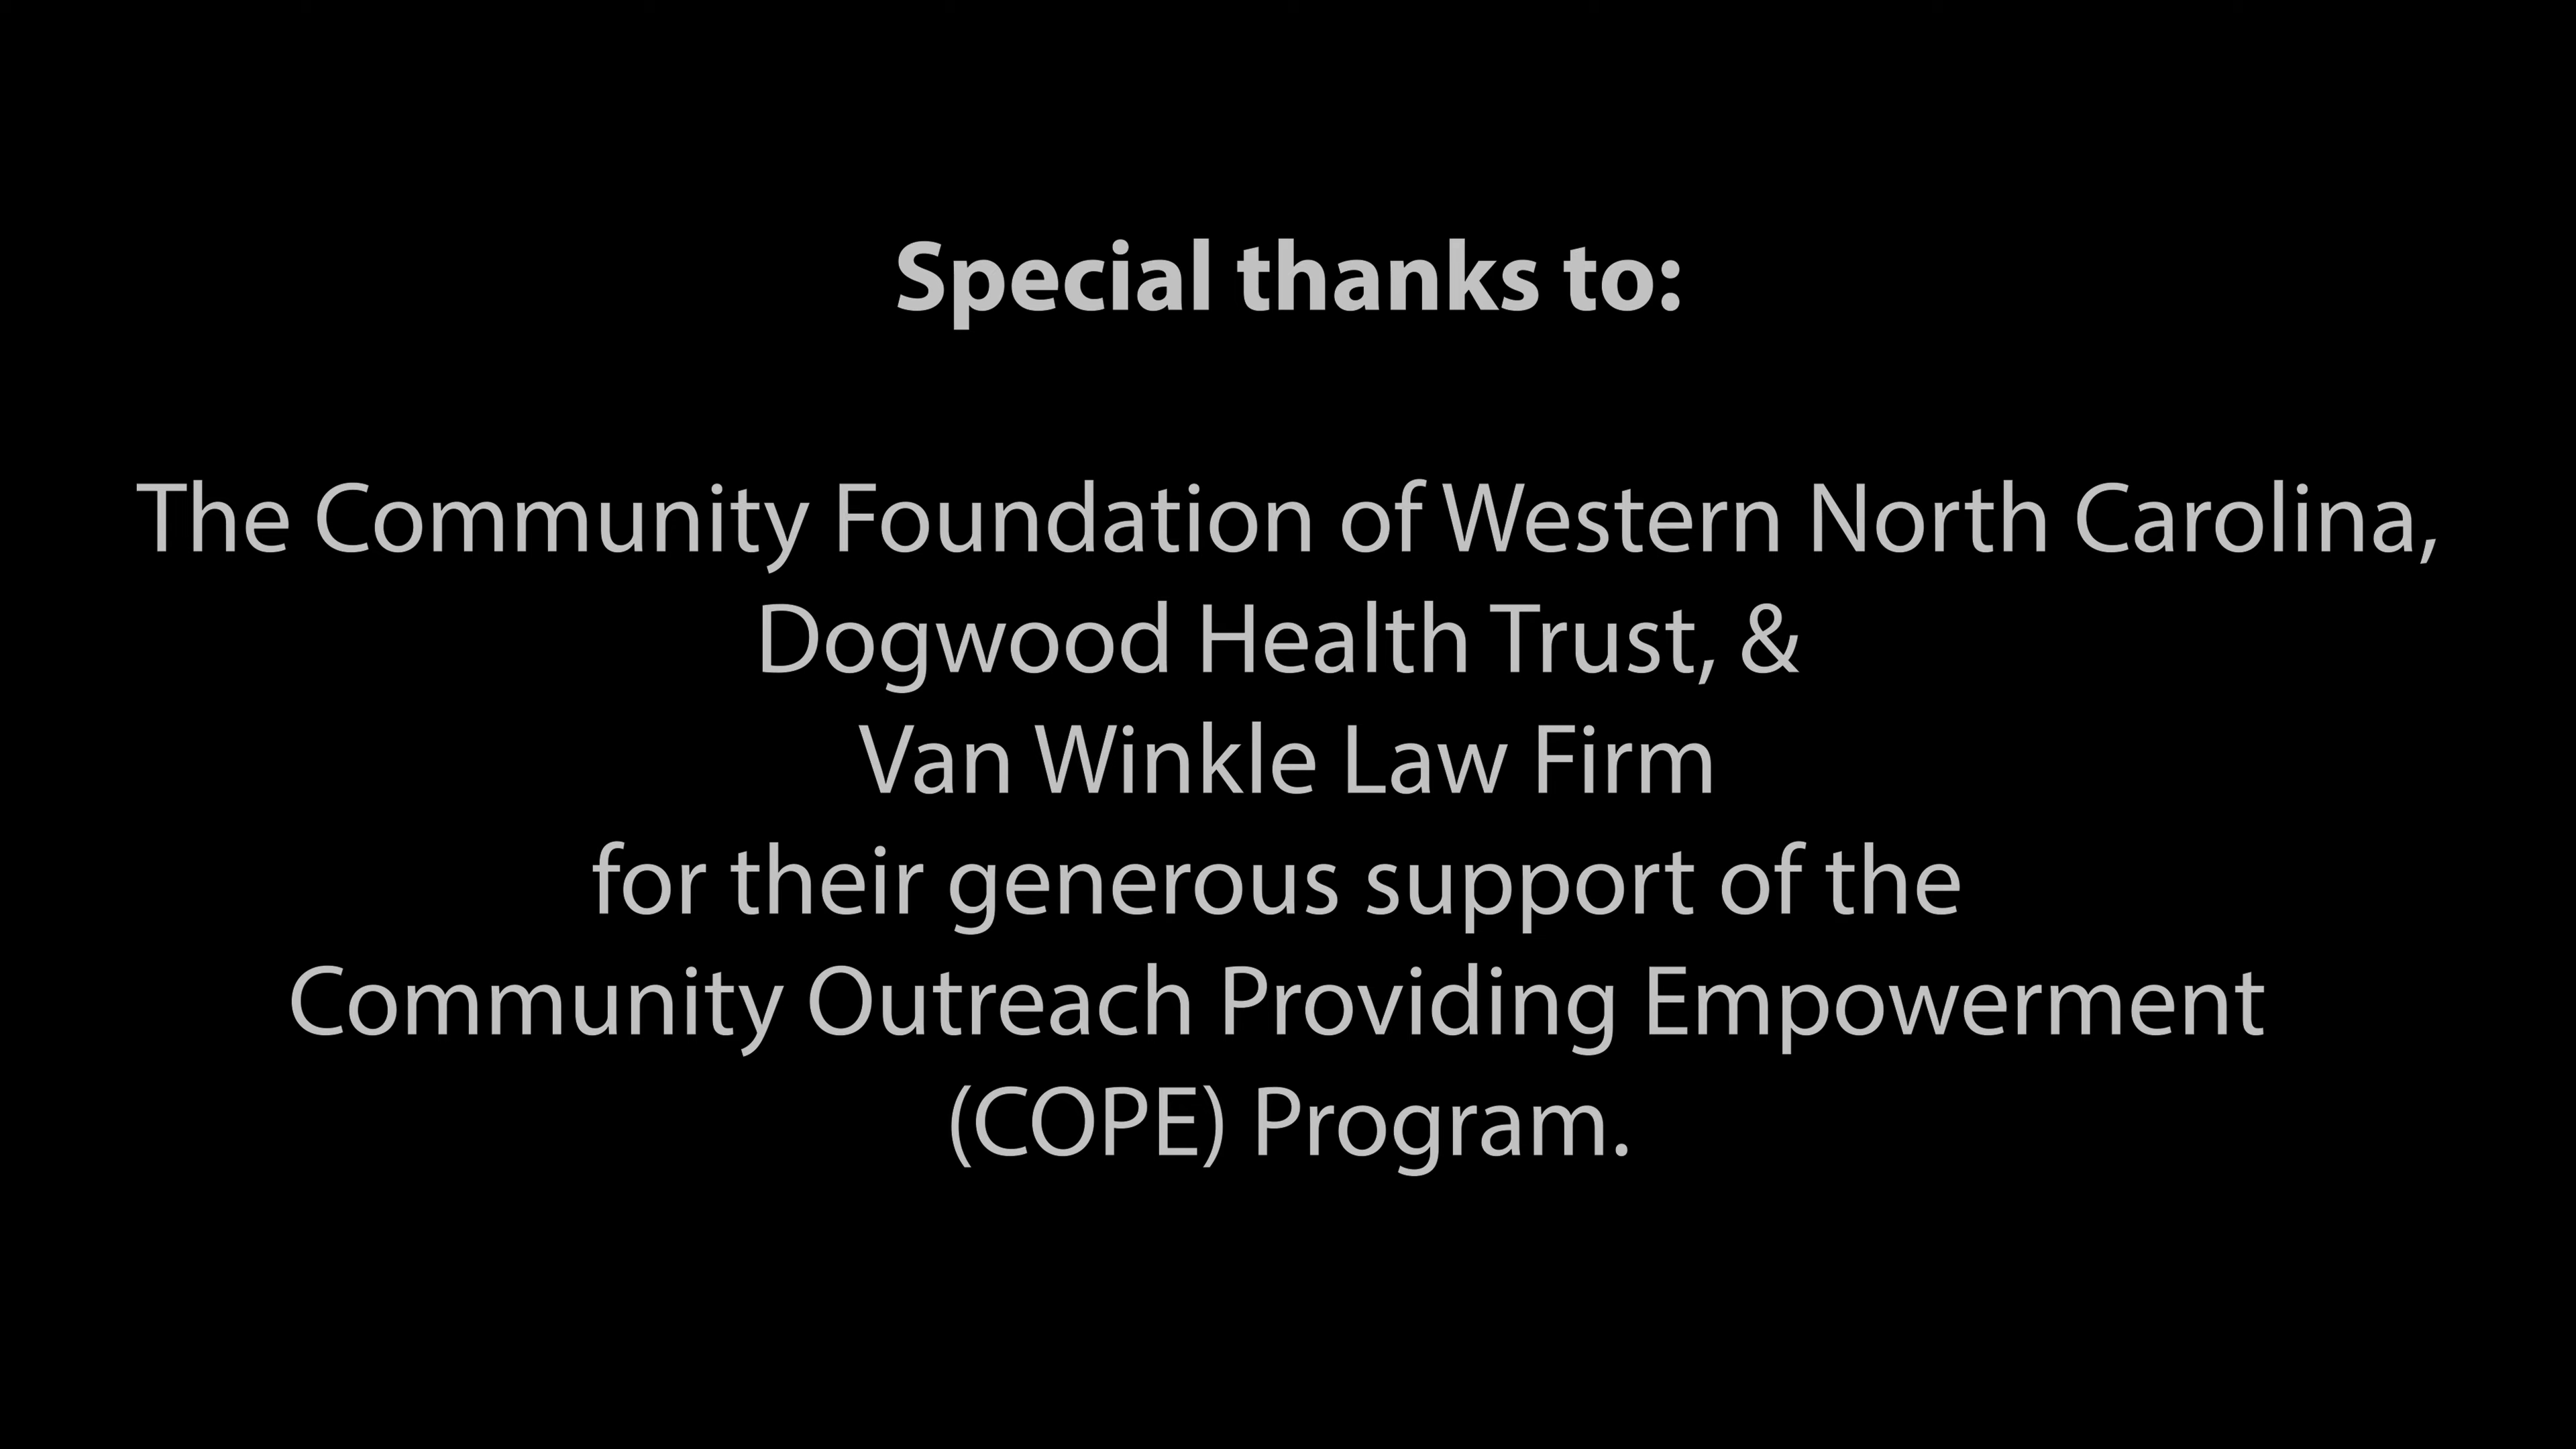 Special thanks to:
The Community Foundation of Western North Carolina,
Dogwood Health Trust, &
Van Winkle Law Firm
for their generous support of the
Community Outreach Providing Empowerment
(COPE) Program.